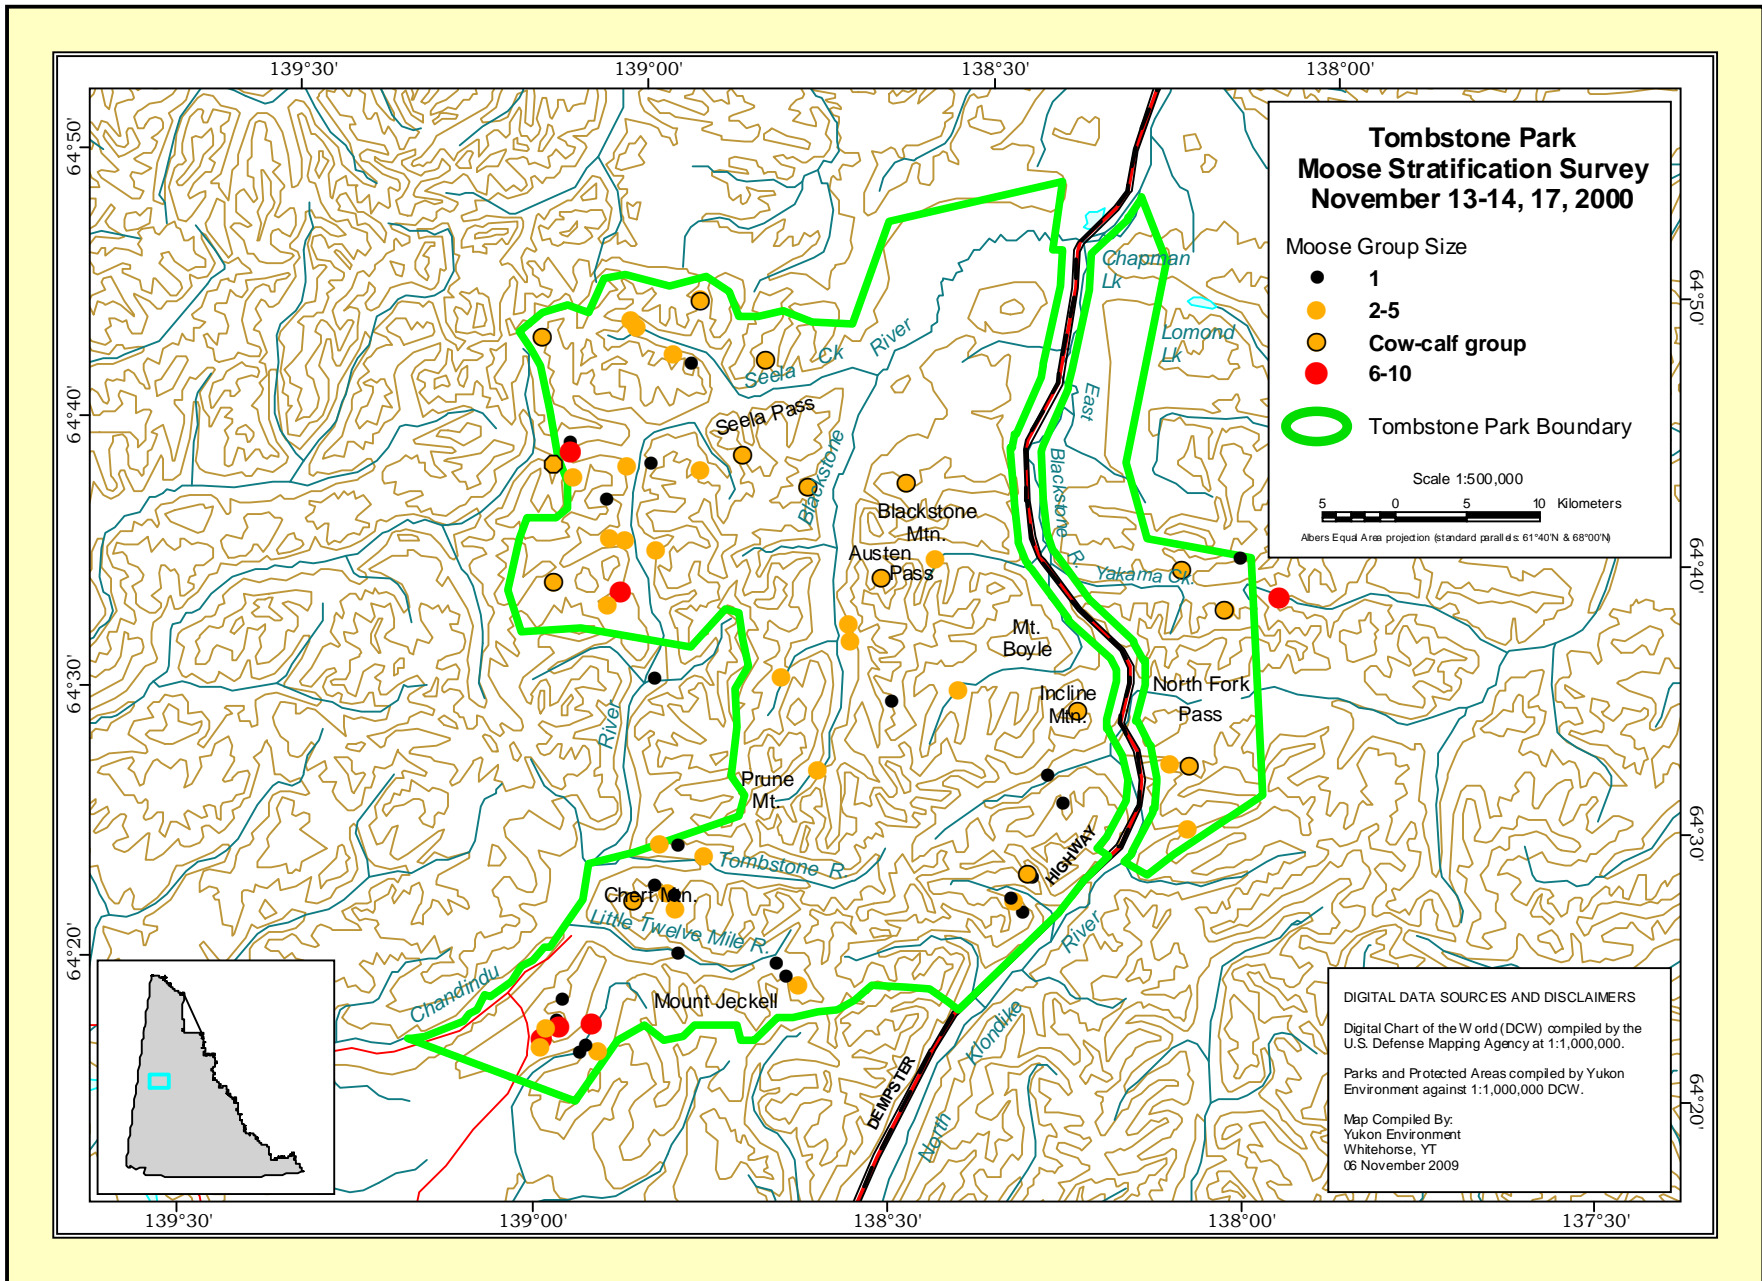 139°30'
139°00'
138°30'
138°00'
64°50'
64°40'
64°30'
64°20'
64°50'
64°40'
64°30'
64°20'
139°30'
139°00'
138°30'
138°00'
137°30'
Tombstone Park
Moose Stratification Survey
November 13-14, 17, 2000
Moose Group Size
1
2-5
Cow-calf group
6-10
Tombstone Park Boundary
Scale 1:500,000
5 0 5 10 Kilometers
Albers Equal Area projection (standard parallels: 61°40'N & 68°00'N)
Chapman
Lk
Lomond
Lk
Seela Ck
River
Blackstone
Seela Pass
East
Blackstone R.
Blackstone
Mtn.
Austen
Pass
Yakama Ck.
Mt.
Boyle
Incline
Mtn.
North Fork
Pass
River
Prune
Mt.
Tombstone R.
Chert Mtn.
Little Twelve Mile R.
Chandindu
Mount Jeckell
HIGHWAY
DEMPSTER
River
Klondike
North
DIGITAL DATA SOURCES AND DISCLAIMERS
Digital Chart of the World (DCW) compiled by the
U.S. Defense Mapping Agency at 1:1,000,000.
Parks and Protected Areas compiled by Yukon
Environment against 1:1,000,000 DCW.
Map Compiled By:
Yukon Environment
Whitehorse, YT
06 November 2009